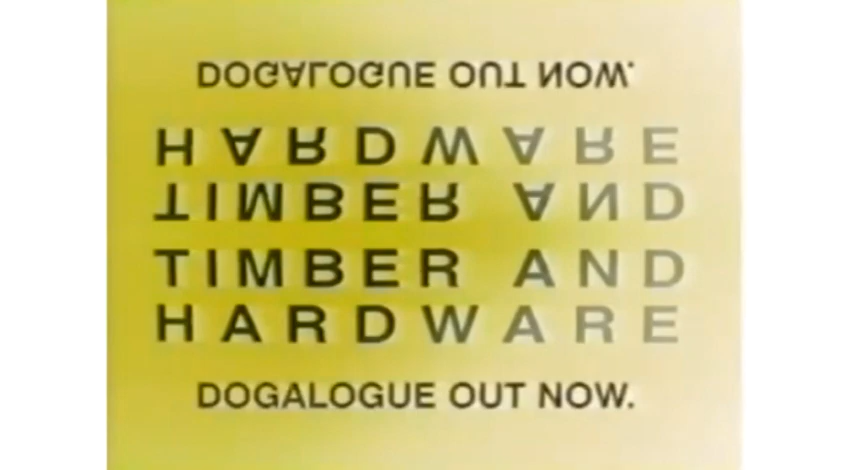 DOGALOGUE OUT NOW.
HARDWARE
TIMBER AND
TIMBER AND
HARDWARE
DOGALOGUE OUT NOW.